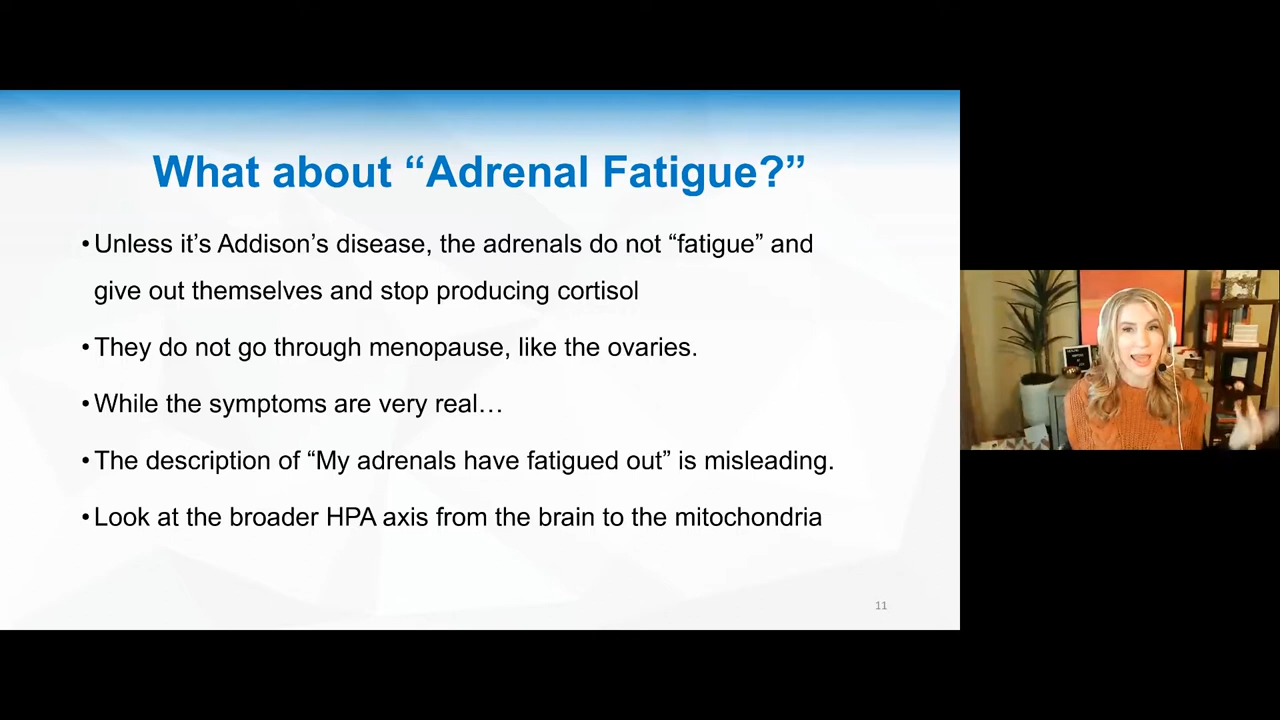 What about “Adrenal Fatigue?”
•Unless it’s Addison’s disease, the adrenals do not “fatigue” and
give out themselves and stop producing cortisol
•They do not go through menopause, like the ovaries.
•While the symptoms are very real…
•The description of “My adrenals have fatigued out” is misleading.
•Look at the broader HPA axis from the brain to the mitochondria
11